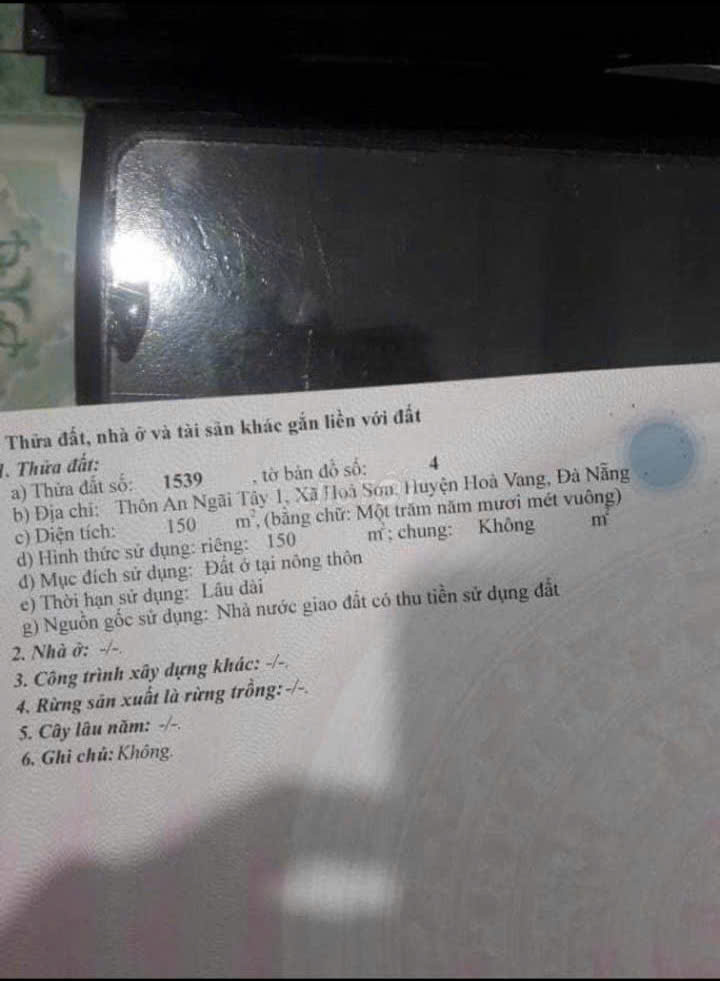 Thửa đất, nhà ở và tài sản khác gắn liền với đất
1. Thửa đất:
a) Thửa đất số: 1539 , tờ bản đồ số: 4
b) Địa chỉ: Thôn An Ngãi Tây 1, Xã Hoà Sơn, Huyện Hoà Vang, Đà Nẵng
c) Diện tích: 150 m², (bằng chữ: Một trăm năm mươi mét vuông)
d) Hình thức sử dụng: riêng: 150 m²; chung: Không m²
đ) Mục đích sử dụng: Đất ở tại nông thôn
e) Thời hạn sử dụng: Lâu dài
g) Nguồn gốc sử dụng: Nhà nước giao đất có thu tiền sử dụng đất
2. Nhà ở: -/-.
3. Công trình xây dựng khác: -/-.
4. Rừng sản xuất là rừng trồng: -/-.
5. Cây lâu năm: -/-.
6. Ghi chú: Không.